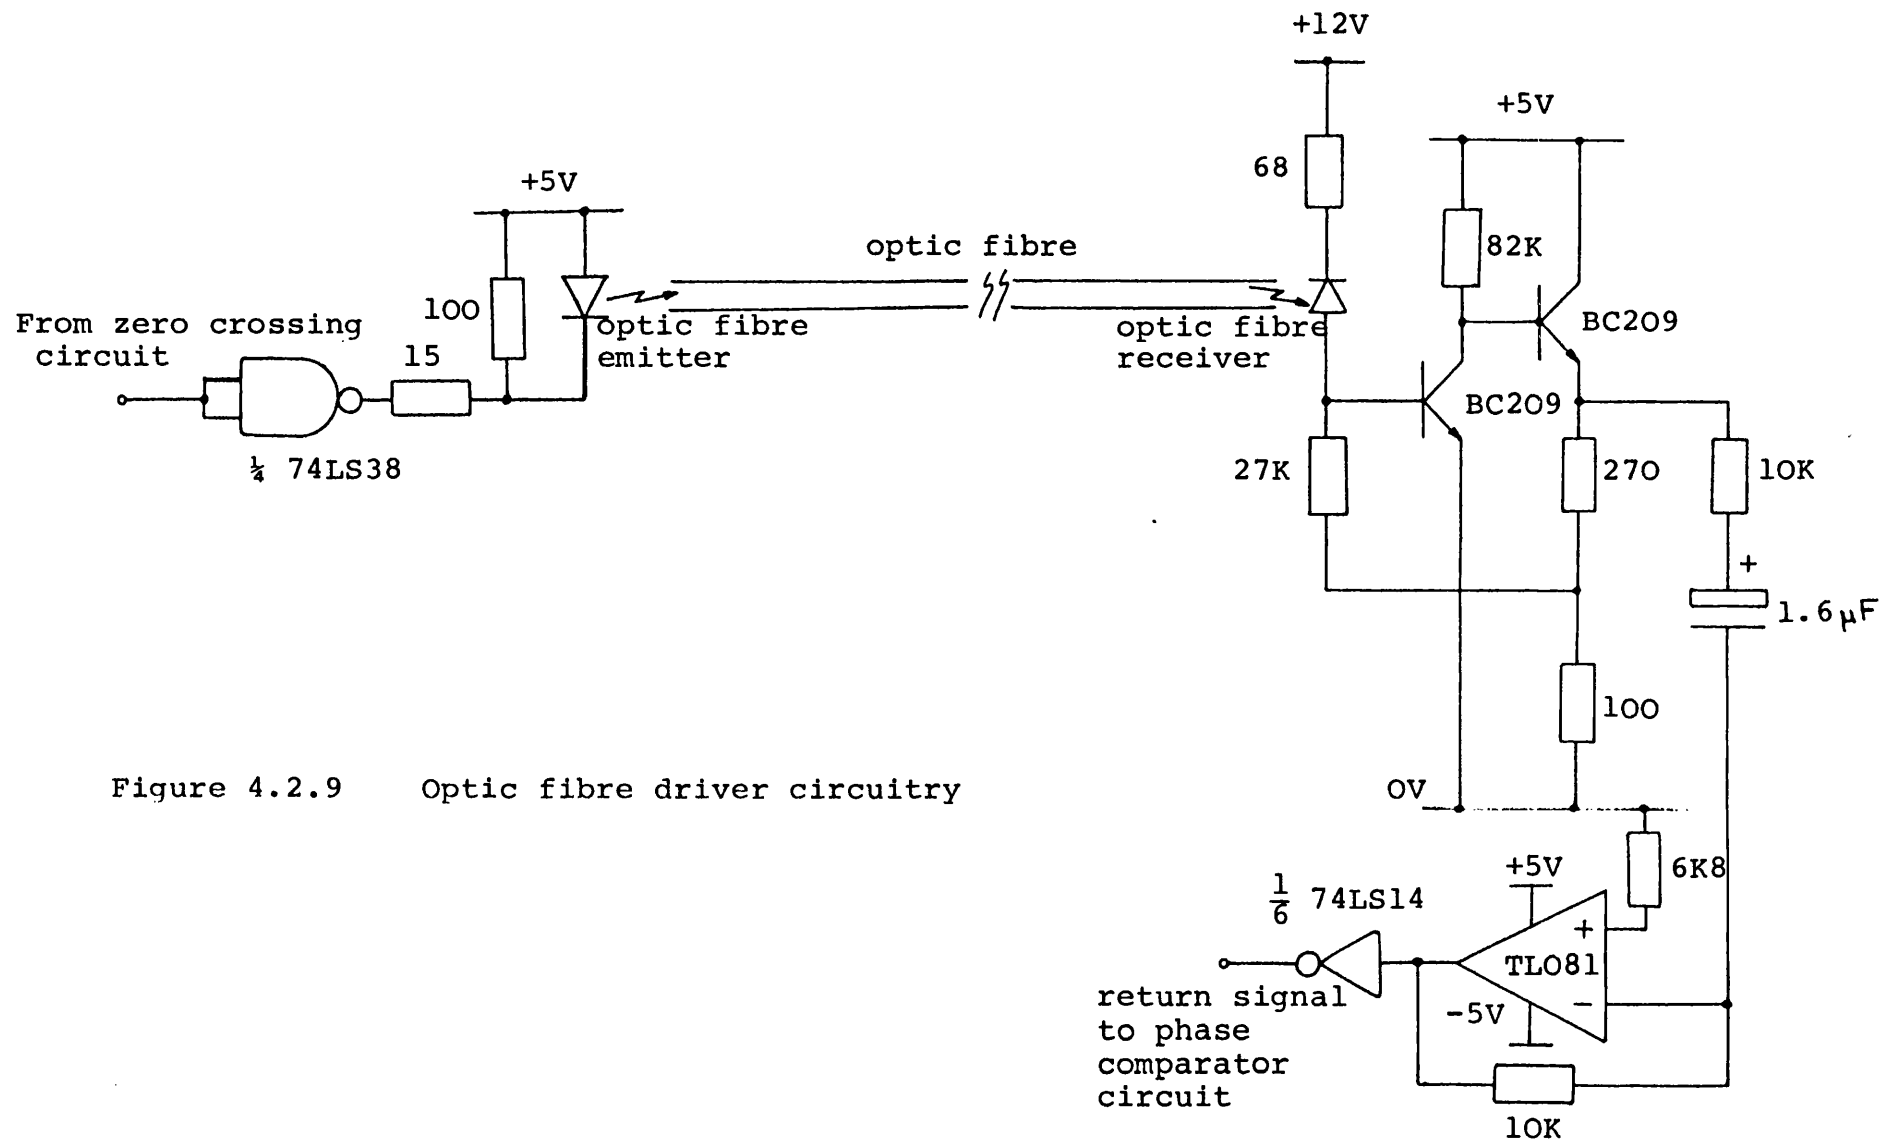 +12V
+5V
68
+5V
82K
optic fibre
100
BC209
From zero crossing
circuit
optic fibre
emitter
optic fibre
receiver
15
BC209
¼ 74LS38
27K
270
10K
+
1.6µF
100
Figure 4.2.9 Optic fibre driver circuitry
0V
+5V
6K8
1/6 74LS14
+
TL081
-
-5V
return signal
to phase
comparator
circuit
10K